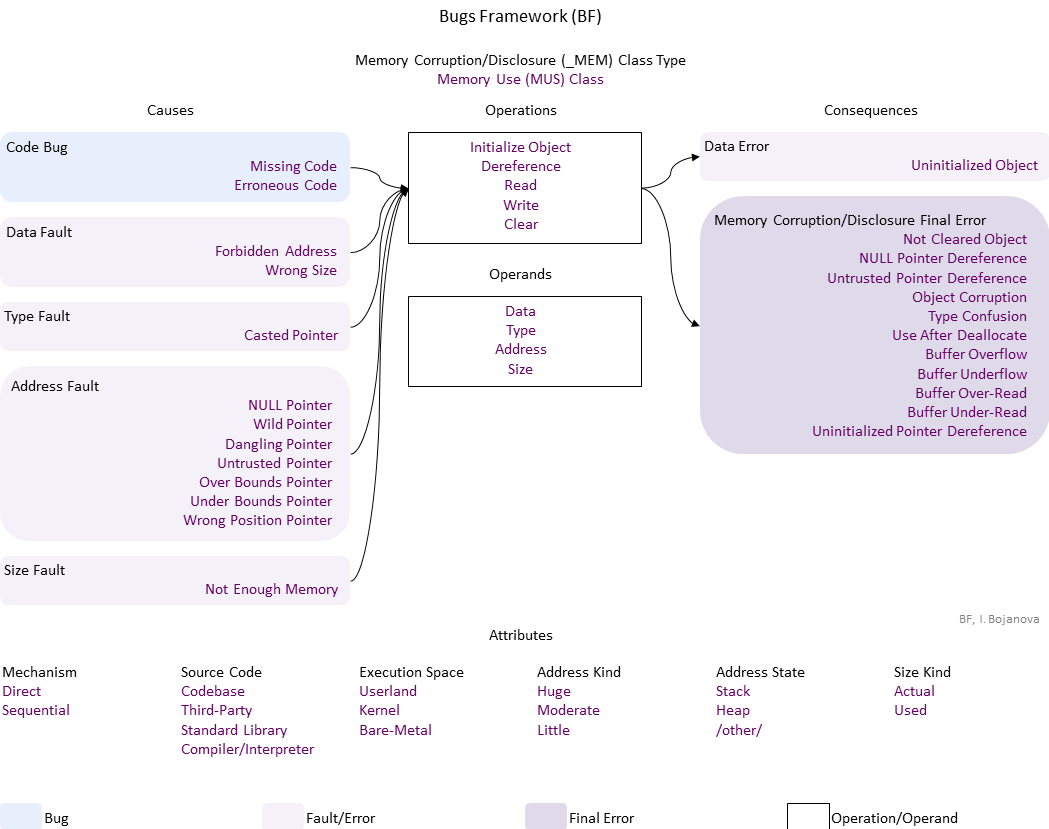 Bugs Framework (BF)
Memory Corruption/Disclosure (_MEM) Class Type
Memory Use (MUS) Class
Causes
Operations
Consequences
Code Bug
Missing Code
Erroneous Code
Data Fault
Forbidden Address
Wrong Size
Type Fault
Casted Pointer
Address Fault
NULL Pointer
Wild Pointer
Dangling Pointer
Untrusted Pointer
Over Bounds Pointer
Under Bounds Pointer
Wrong Position Pointer
Size Fault
Not Enough Memory
Initialize Object
Dereference
Read
Write
Clear
Operands
Data
Type
Address
Size
Data Error
Uninitialized Object
Memory Corruption/Disclosure Final Error
Not Cleared Object
NULL Pointer Dereference
Untrusted Pointer Dereference
Object Corruption
Type Confusion
Use After Deallocate
Buffer Overflow
Buffer Underflow
Buffer Over-Read
Buffer Under-Read
Uninitialized Pointer Dereference
BF, I. Bojanova
Attributes
Mechanism
Direct
Sequential
Source Code
Codebase
Third-Party
Standard Library
Compiler/Interpreter
Execution Space
Userland
Kernel
Bare-Metal
Address Kind
Huge
Moderate
Little
Address State
Stack
Heap
/other/
Size Kind
Actual
Used
Bug
Fault/Error
Final Error
Operation/Operand